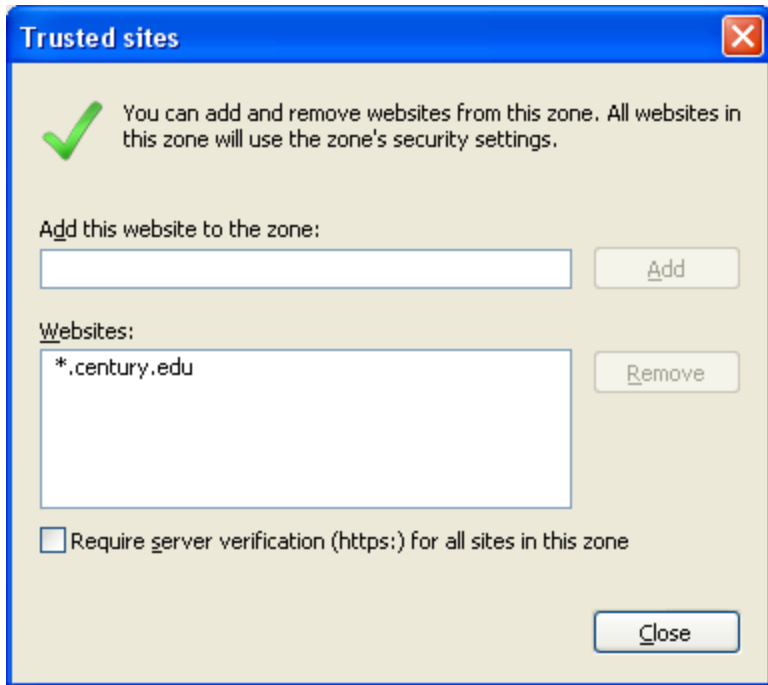 Trusted sites
You can add and remove websites from this zone. All websites in
this zone will use the zone's security settings.
Add this website to the zone:
Add
Websites:
*.century.edu
Remove
Require server verification (https:) for all sites in this zone
Close